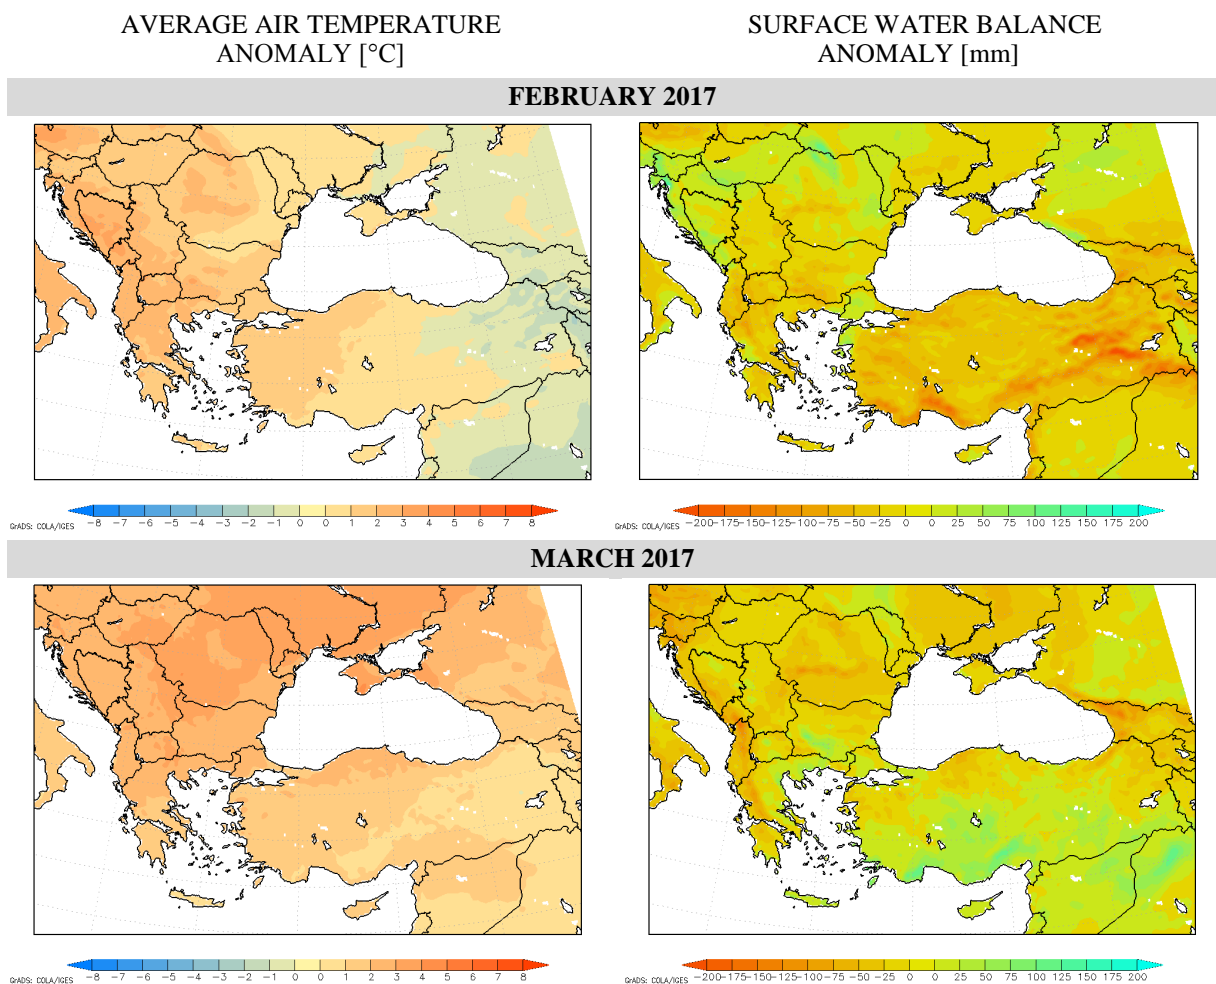 AVERAGE AIR TEMPERATURE
ANOMALY [°C]
SURFACE WATER BALANCE
ANOMALY [mm]
FEBRUARY 2017
GrADS: COLA/IGES
-8 -7 -6 -5 -4 -3 -2 -1 0 0 1 2 3 4 5 6 7 8
GrADS: COLA/IGES
-200 -175 -150 -125 -100 -75 -50 -25 0 0 25 50 75 100 125 150 175 200
MARCH 2017
GrADS: COLA/IGES
-8 -7 -6 -5 -4 -3 -2 -1 0 0 1 2 3 4 5 6 7 8
GrADS: COLA/IGES
-200 -175 -150 -125 -100 -75 -50 -25 0 25 50 75 100 125 150 175 200